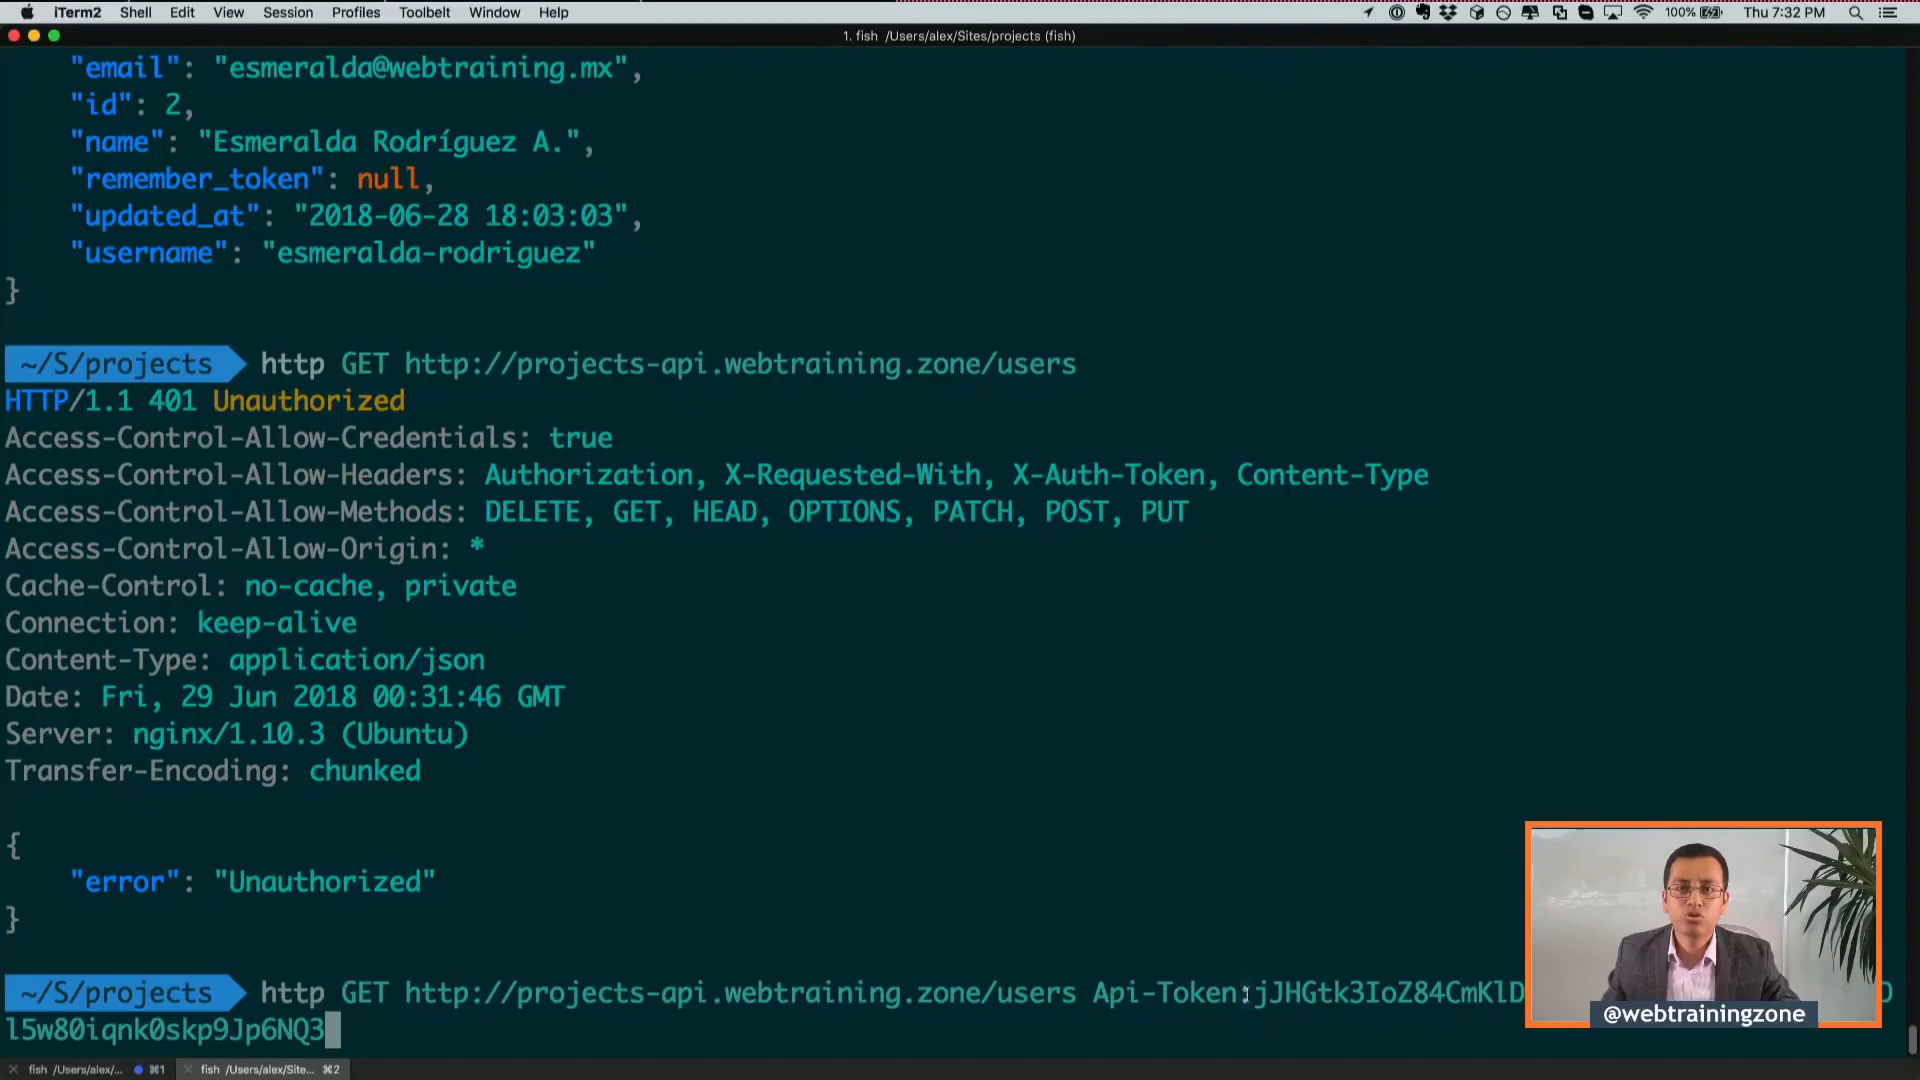 iTerm2 Shell Edit View Session Profiles Toolbelt Window Help 100% Thu 7:32 PM
1. fish /Users/alex/Sites/projects (fish)
"email": "esmeralda@webtraining.mx",
"id": 2,
"name": "Esmeralda Rodríguez A.",
"remember_token": null,
"updated_at": "2018-06-28 18:03:03",
"username": "esmeralda-rodriguez"
}
~/S/projects http GET http://projects-api.webtraining.zone/users
HTTP/1.1 401 Unauthorized
Access-Control-Allow-Credentials: true
Access-Control-Allow-Headers: Authorization, X-Requested-With, X-Auth-Token, Content-Type
Access-Control-Allow-Methods: DELETE, GET, HEAD, OPTIONS, PATCH, POST, PUT
Access-Control-Allow-Origin: *
Cache-Control: no-cache, private
Connection: keep-alive
Content-Type: application/json
Date: Fri, 29 Jun 2018 00:31:46 GMT
Server: nginx/1.10.3 (Ubuntu)
Transfer-Encoding: chunked
{
"error": "Unauthorized"
}
~/S/projects http GET http://projects-api.webtraining.zone/users Api-Token:jJHGtk3IoZ84CmKlD
l5w80iqnk0skp9Jp6NQ3
@webtrainingzone
fish /Users/alex/... ⌘1 fish /Users/alex/Site... ⌘2